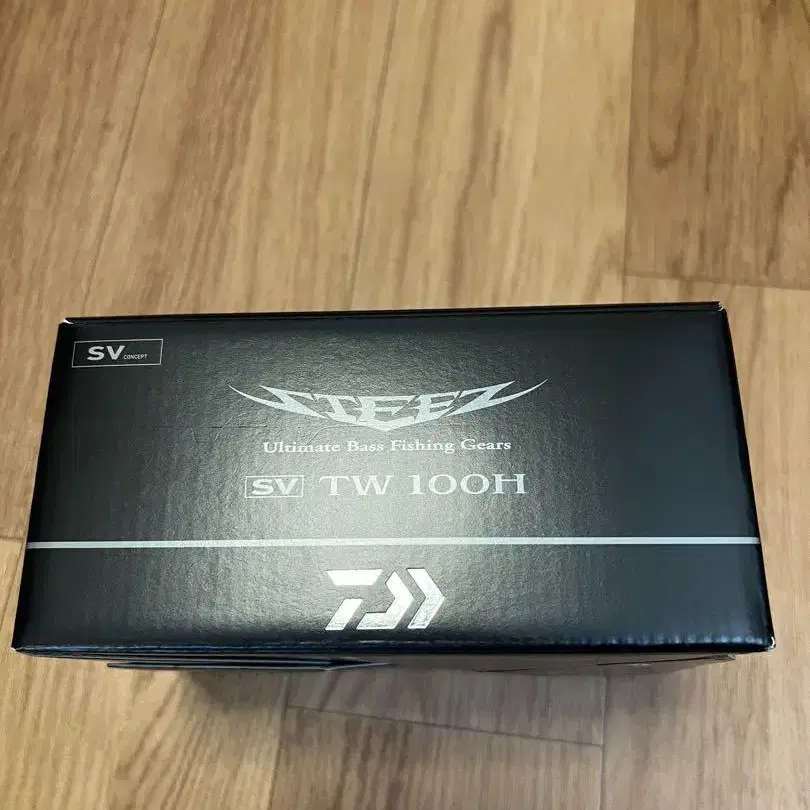 SV CONCEPT
STEEZ
Ultimate Bass Fishing Gears
SV TW 100H